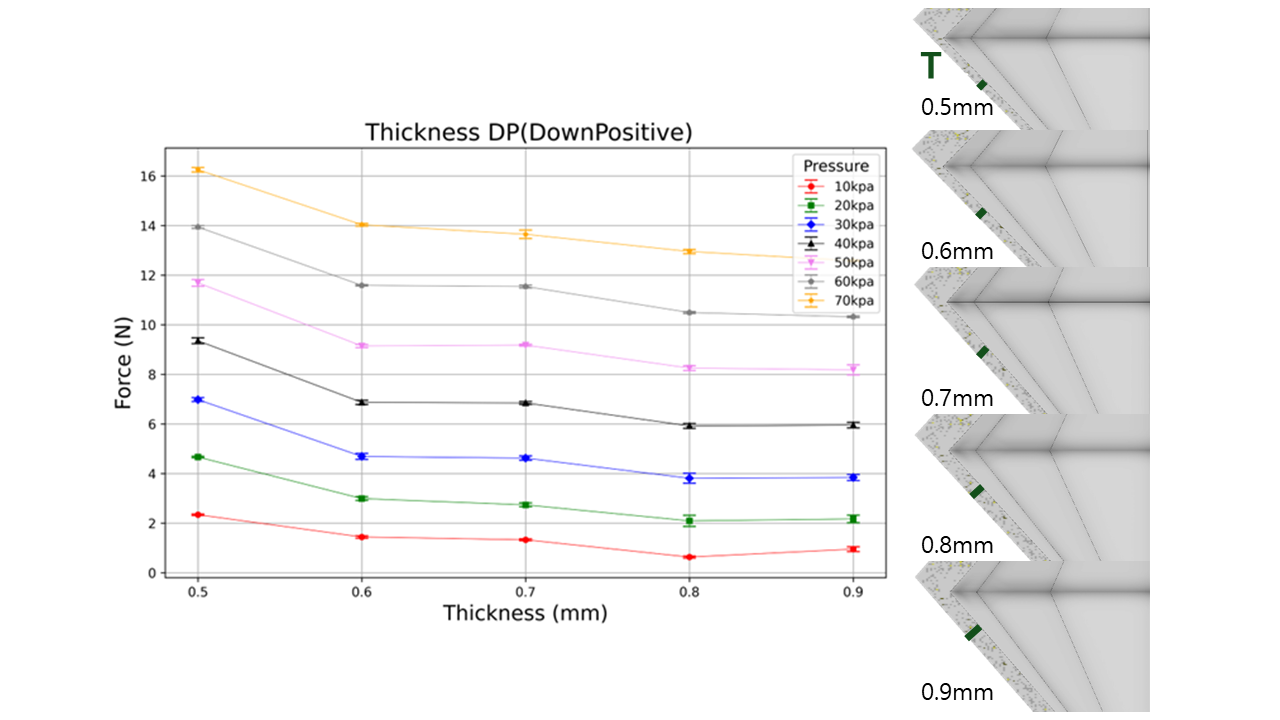 Thickness DP(DownPositive)
Force (N)
16
14
12
10
8
6
4
2
0
0.5
0.6
0.7
0.8
0.9
Thickness (mm)
Pressure
10kpa
20kpa
30kpa
40kpa
50kpa
60kpa
70kpa
T
0.5mm
0.6mm
0.7mm
0.8mm
0.9mm